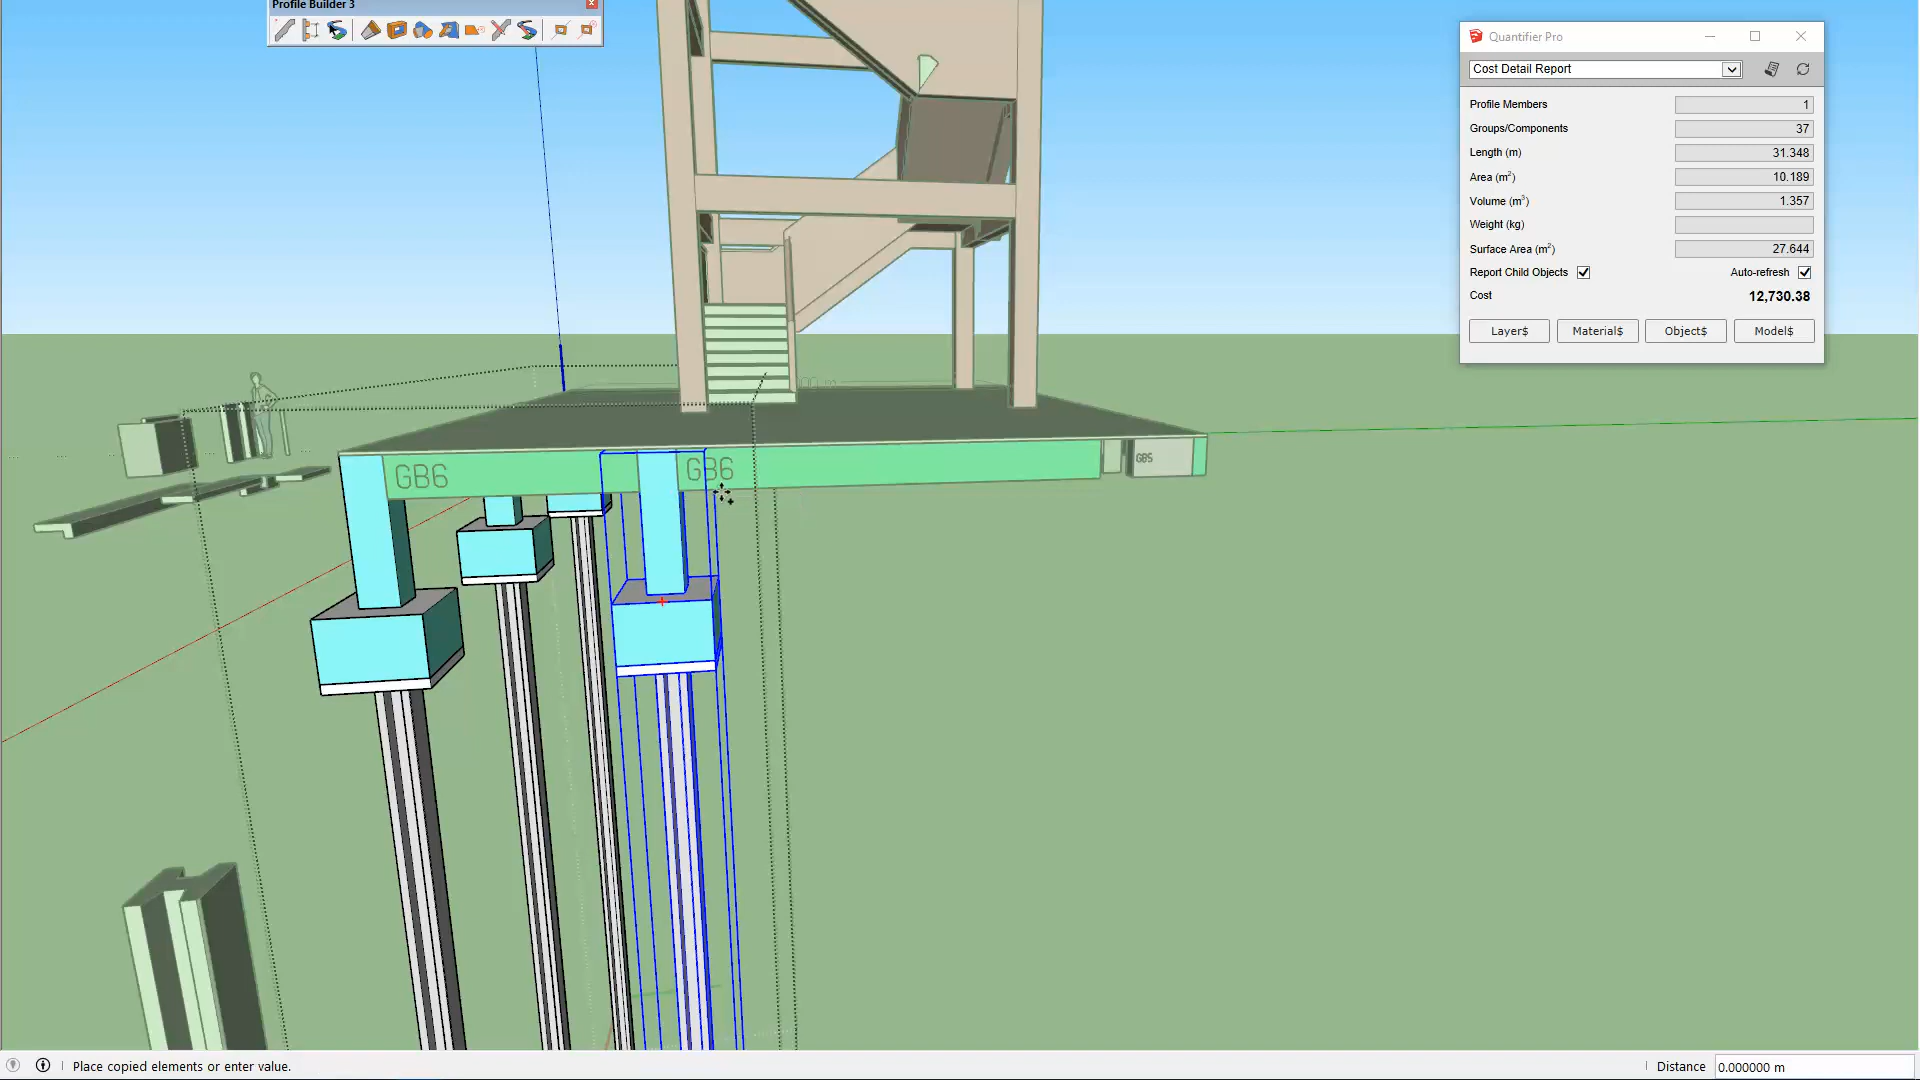 Profile Builder 3
Quantifier Pro
Cost Detail Report
Profile Members 1
Groups/Components 37
Length (m) 31.348
Area (m²) 10.189
Volume (m³) 1.357
Weight (kg)
Surface Area (m²) 27.644
Report Child Objects Auto-refresh
Cost 12,730.38
Layer$ Material$ Object$ Model$
GB6 GB6 GB5
Place copied elements or enter value.
Distance 0.000000 m